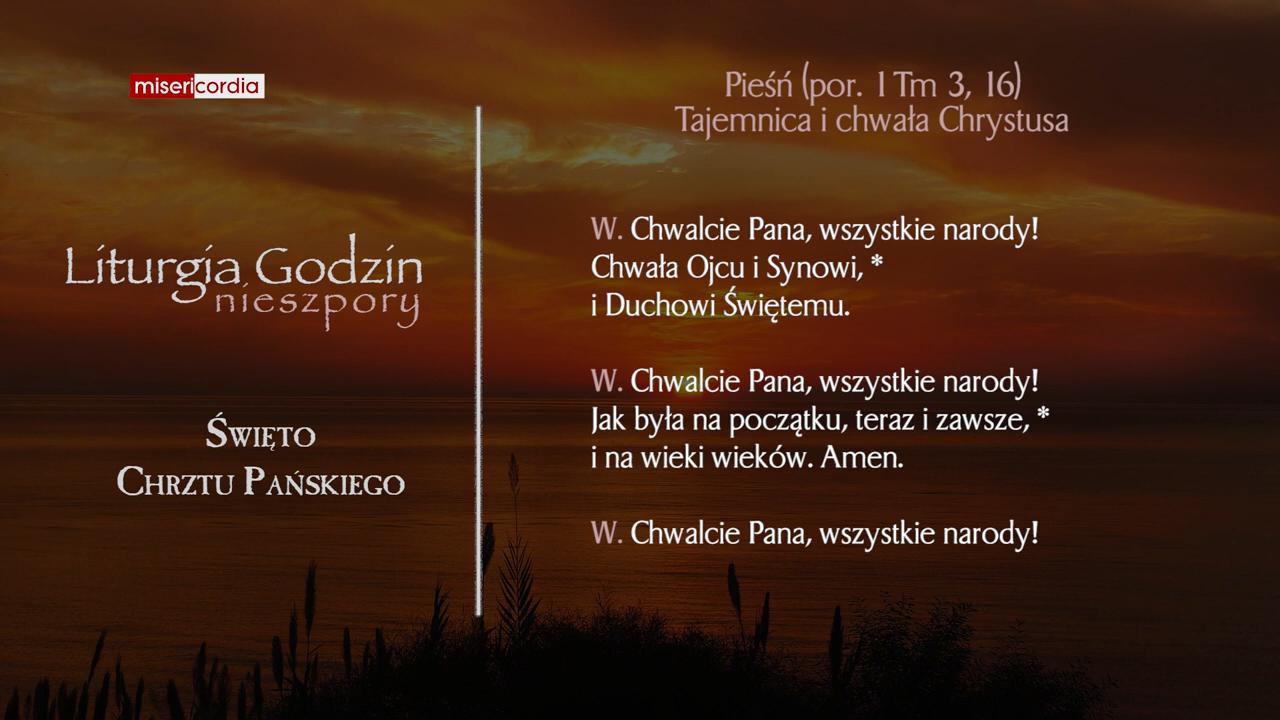 misericordia
Liturgia Godzin
nieszpory
Święto
Chrztu Pańskiego
Pieśń (por. 1 Tm 3, 16)
Tajemnica i chwała Chrystusa
W. Chwalcie Pana, wszystkie narody!
Chwała Ojcu i Synowi, *
i Duchowi Świętemu.
W. Chwalcie Pana, wszystkie narody!
Jak była na początku, teraz i zawsze, *
i na wieki wieków. Amen.
W. Chwalcie Pana, wszystkie narody!